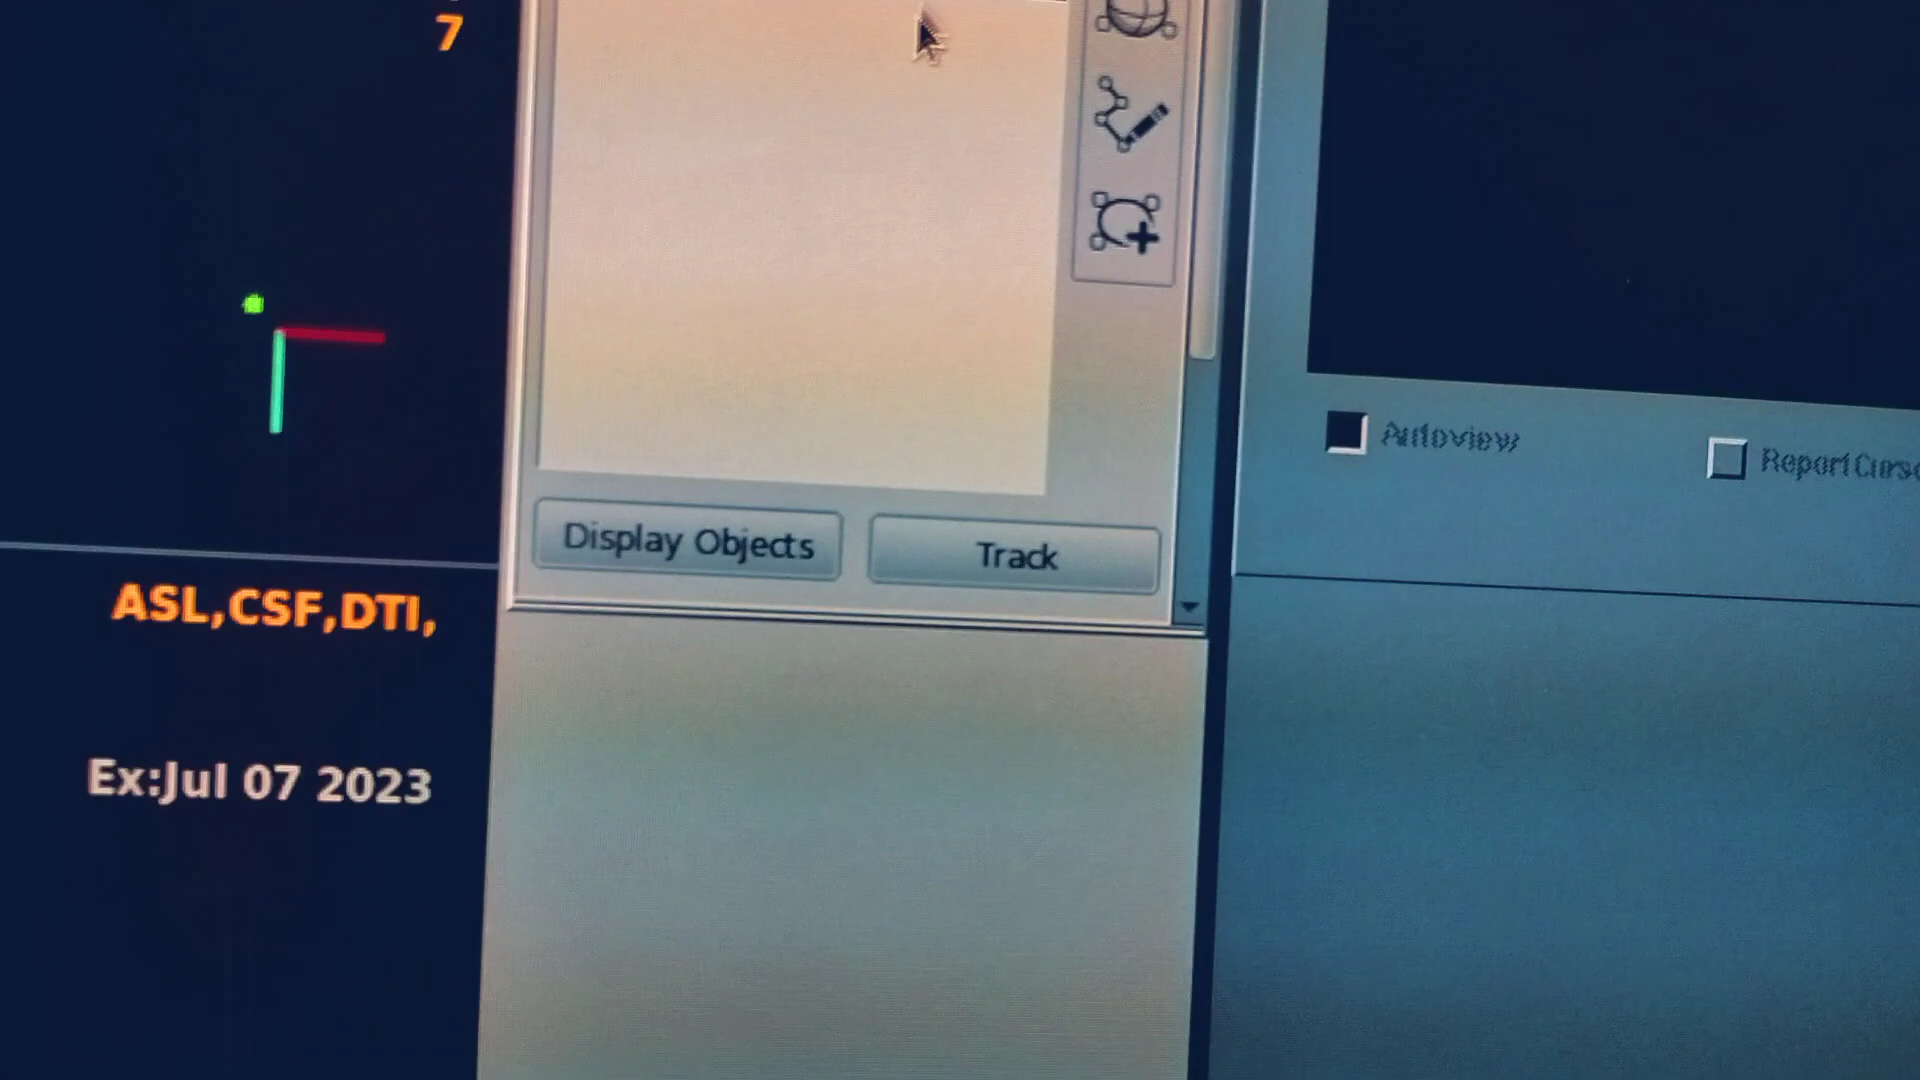 7
Display Objects
Track
Autoview
ASL,CSF,DTI,
Ex:Jul 07 2023